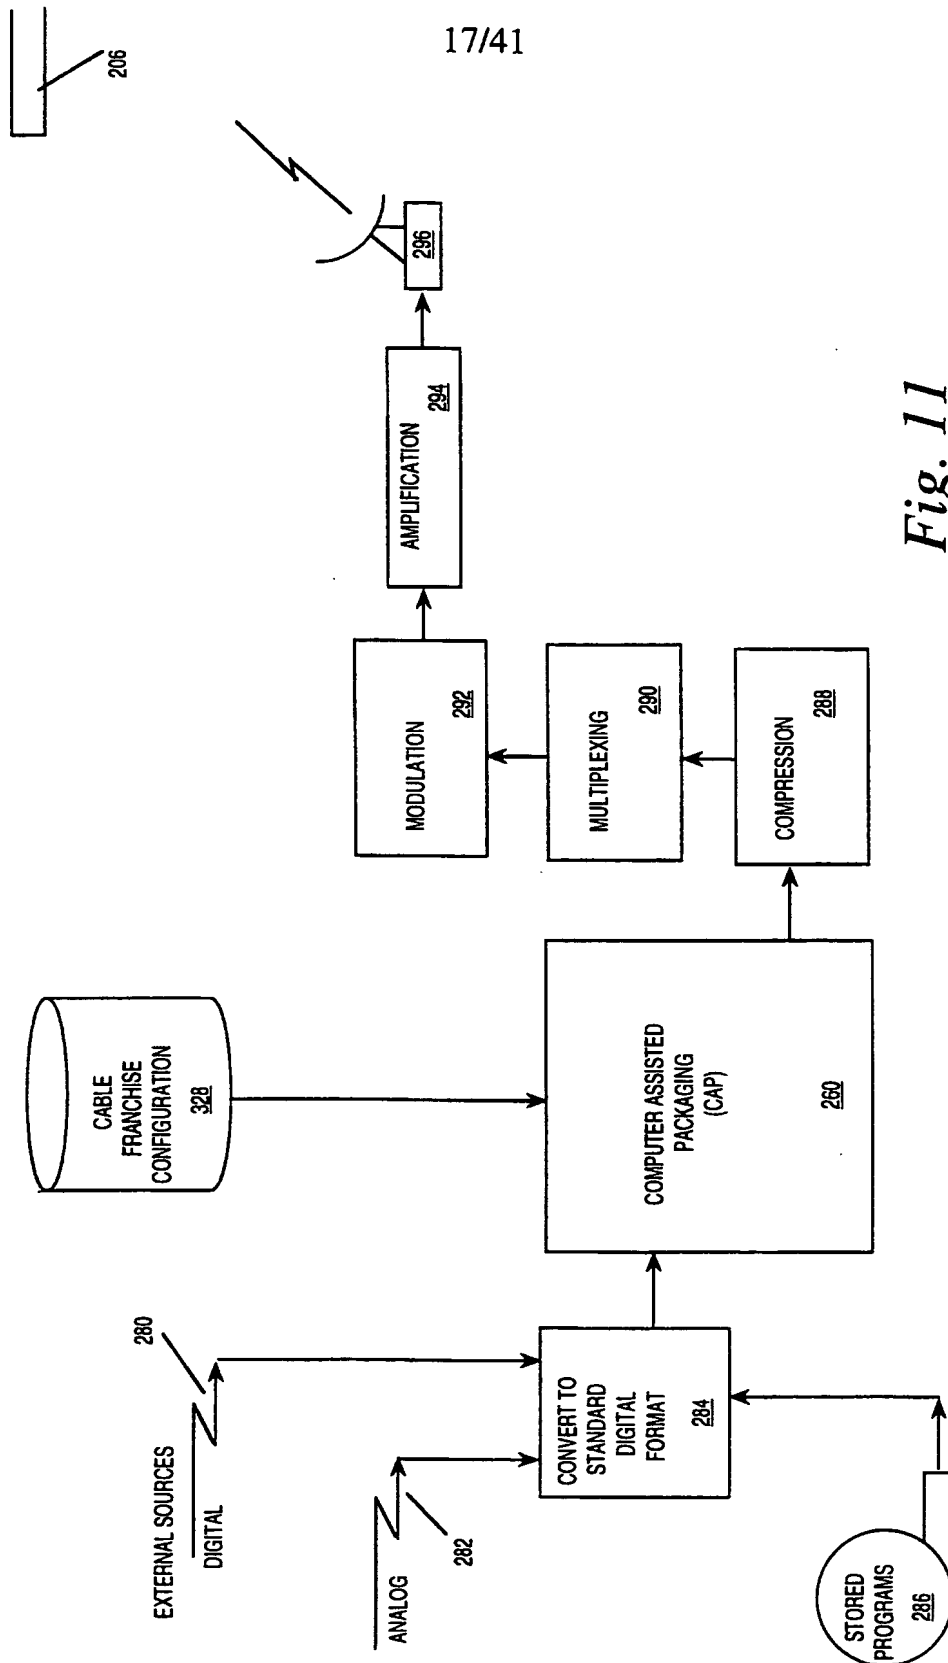 17/41
206
EXTERNAL SOURCES
DIGITAL
280
ANALOG
282
STORED
PROGRAMS
286
CONVERT TO
STANDARD
DIGITAL
FORMAT
284
CABLE
FRANCHISE
CONFIGURATION
328
COMPUTER ASSISTED
PACKAGING
(CAP)
260
COMPRESSION
288
MULTIPLEXING
290
MODULATION
292
AMPLIFICATION
294
296
Fig. 11